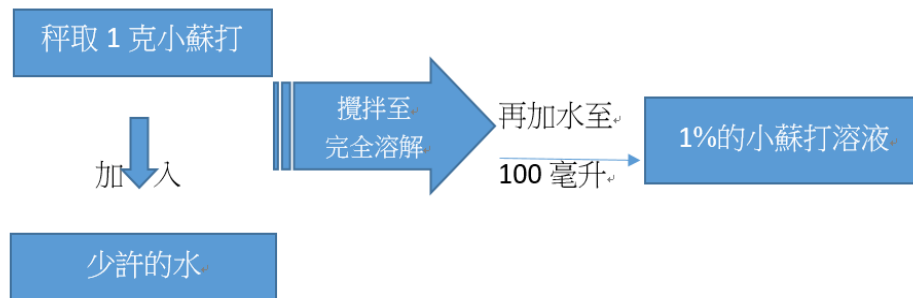 秤取 1 克小蘇打
加入
少許的水
攪拌至
完全溶解
再加水至
100 毫升
1%的小蘇打溶液